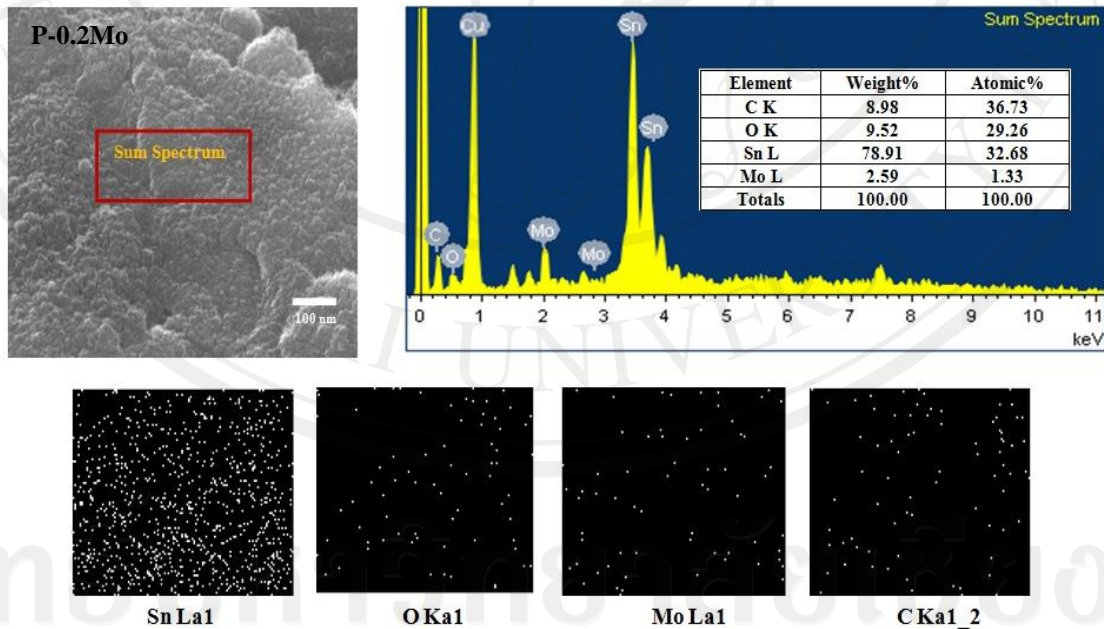 P-0.2Mo
Sum Spectrum
100 nm
Sum Spectrum
Cu
Sn
Sn
C
O
Mo
Mo
Element Weight% Atomic%
C K 8.98 36.73
O K 9.52 29.26
Sn L 78.91 32.68
Mo L 2.59 1.33
Totals 100.00 100.00
0 1 2 3 4 5 6 7 8 9 10 11
keV
UNIVERSITY
Sn La1 O Ka1 Mo La1 C Ka1_2